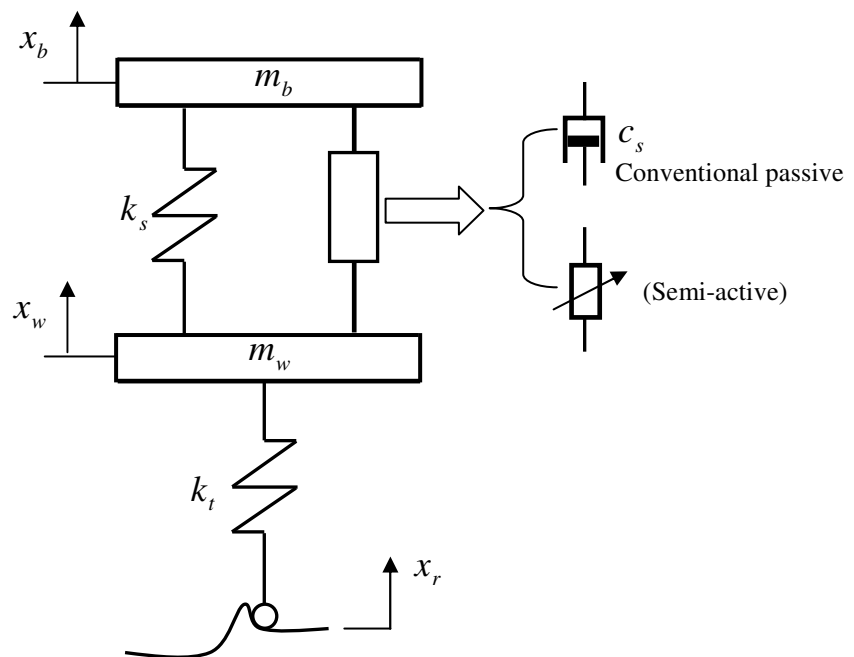 x_b
m_b
c_s
Conventional passive
k_s
x_w
(Semi-active)
m_w
k_t
x_r